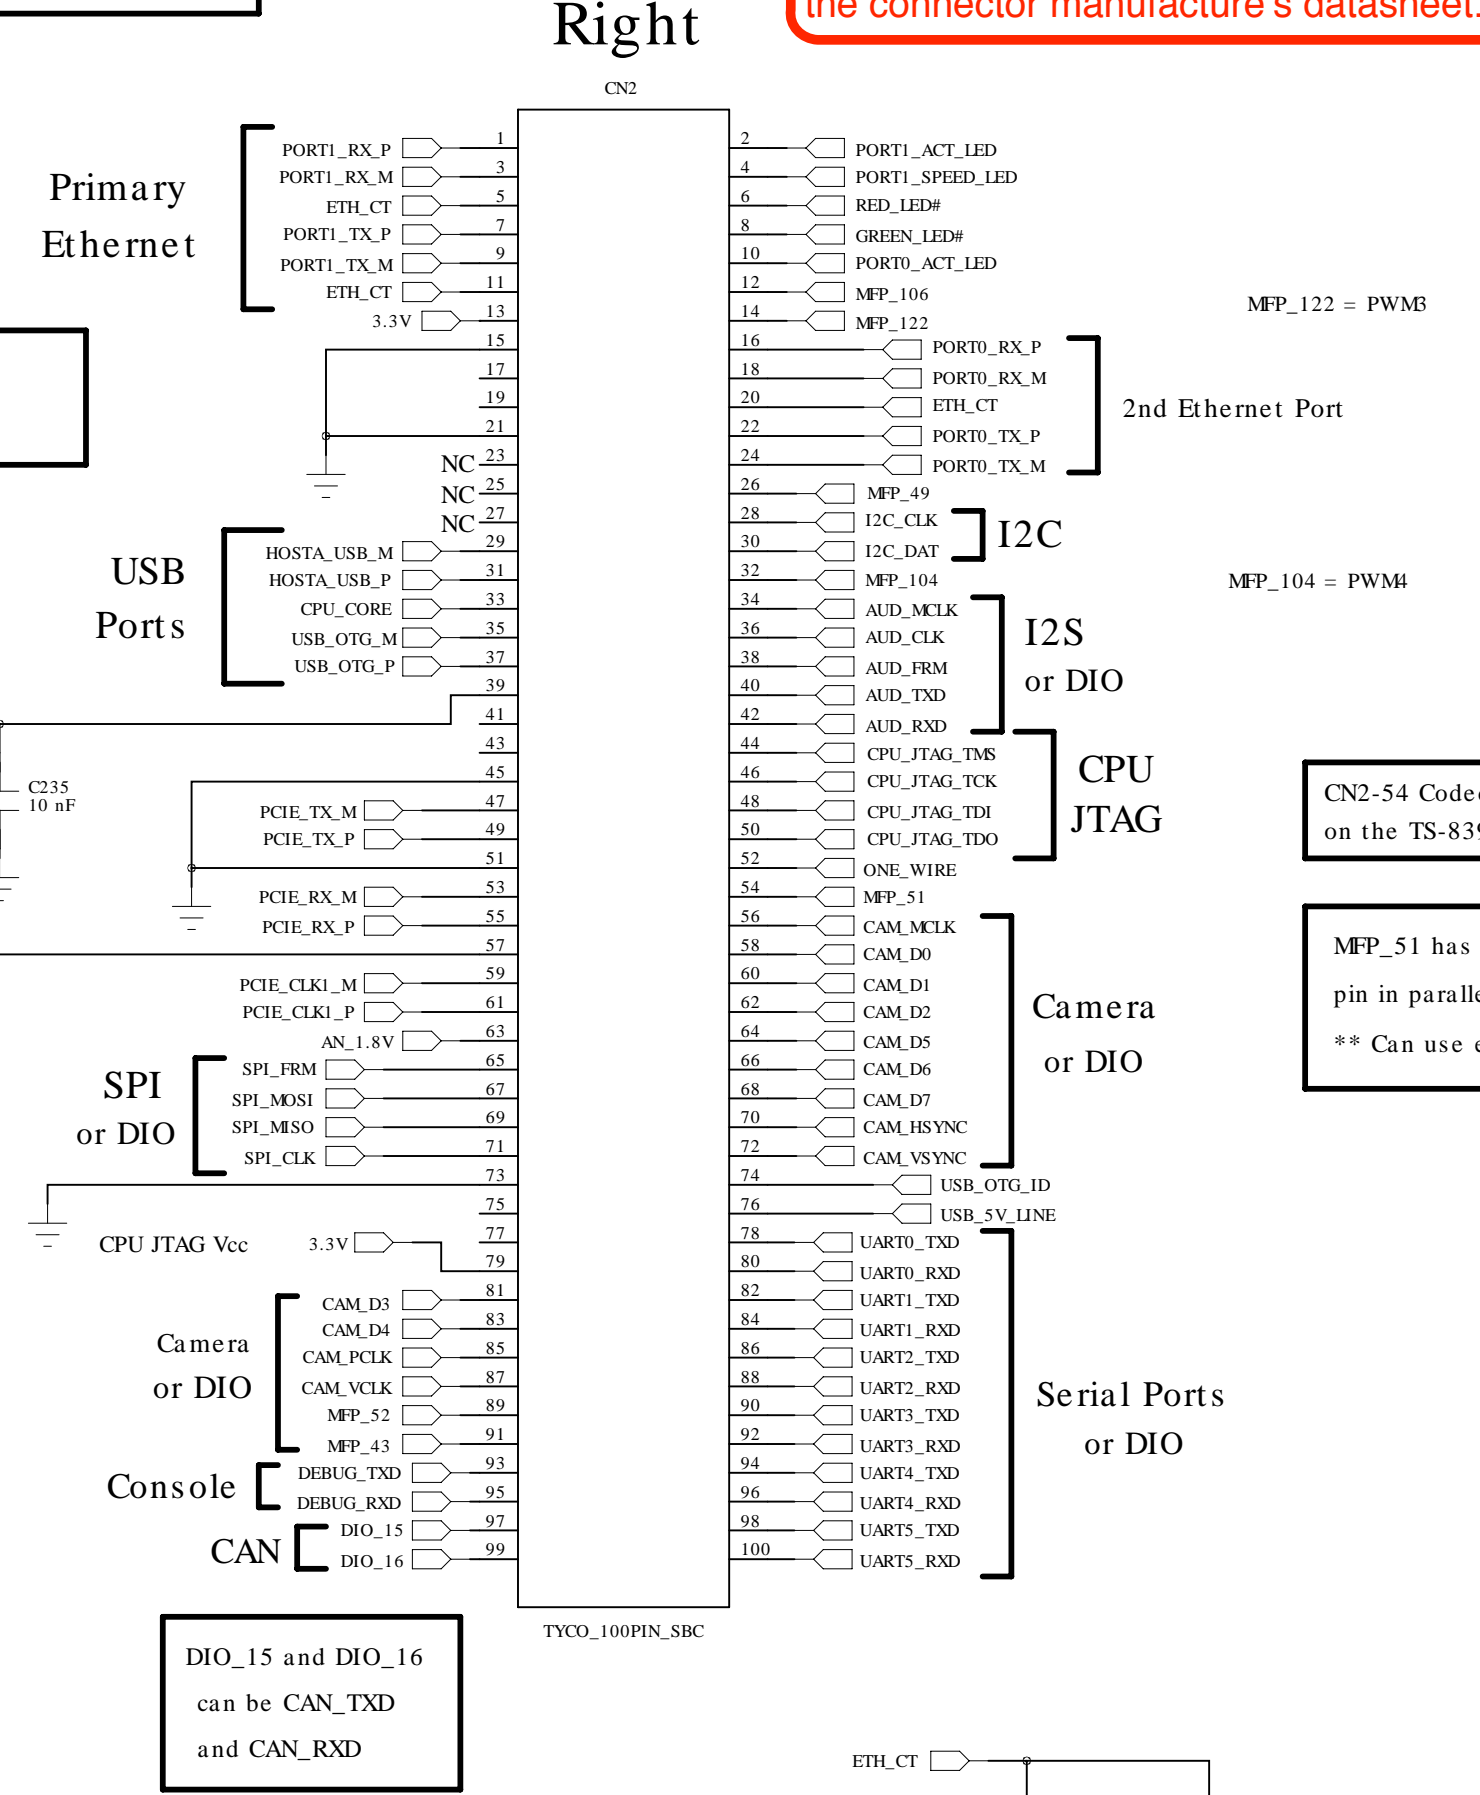 the connector manufacture's datasheet.
Right
CN2
Primary
Ethernet
PORT1_RX_P 1
PORT1_RX_M 3
ETH_CT 5
PORT1_TX_P 7
PORT1_TX_M 9
ETH_CT 11
3.3V 13
15
17
19
21
NC 23
NC 25
NC 27
USB
Ports
HOSTA_USB_M 29
HOSTA_USB_P 31
CPU_CORE 33
USB_OTG_M 35
USB_OTG_P 37
39
41
43
45
C235
10 nF
PCIE_TX_M 47
PCIE_TX_P 49
51
PCIE_RX_M 53
PCIE_RX_P 55
57
PCIE_CLK1_M 59
PCIE_CLK1_P 61
AN_1.8V 63
SPI
or DIO
SPI_FRM 65
SPI_MOSI 67
SPI_MISO 69
SPI_CLK 71
73
75
77
CPU JTAG Vcc 3.3V 79
Camera
or DIO
CAM_D3 81
CAM_D4 83
CAM_PCLK 85
CAM_VCLK 87
MFP_52 89
MFP_43 91
Console
DEBUG_TXD 93
DEBUG_RXD 95
CAN
DIO_15 97
DIO_16 99
2 PORT1_ACT_LED
4 PORT1_SPEED_LED
6 RED_LED#
8 GREEN_LED#
10 PORT0_ACT_LED
12 MFP_106
14 MFP_122
MFP_122 = PWM3
16 PORT0_RX_P
18 PORT0_RX_M
20 ETH_CT
22 PORT0_TX_P
24 PORT0_TX_M
2nd Ethernet Port
26 MFP_49
28 I2C_CLK
30 I2C_DAT
I2C
32 MFP_104
MFP_104 = PWM4
34 AUD_MCLK
36 AUD_CLK
38 AUD_FRM
40 AUD_TXD
42 AUD_RXD
I2S
or DIO
44 CPU_JTAG_TMS
46 CPU_JTAG_TCK
48 CPU_JTAG_TDI
50 CPU_JTAG_TDO
CPU
JTAG
52 ONE_WIRE
54 MFP_51
CN2-54
on the
MFP_51 has
pin in
** Can use
56 CAM_MCLK
58 CAM_D0
60 CAM_D1
62 CAM_D2
64 CAM_D5
66 CAM_D6
68 CAM_D7
70 CAM_HSYNC
72 CAM_VSYNC
Camera
or DIO
74 USB_OTG_ID
76 USB_5V_LINE
78 UART0_TXD
80 UART0_RXD
82 UART1_TXD
84 UART1_RXD
86 UART2_TXD
88 UART2_RXD
90 UART3_TXD
92 UART3_RXD
94 UART4_TXD
96 UART4_RXD
98 UART5_TXD
100 UART5_RXD
Serial Ports
or DIO
TYCO_100PIN_SBC
DIO_15 and DIO_16
can be CAN_TXD
and CAN_RXD
ETH_CT